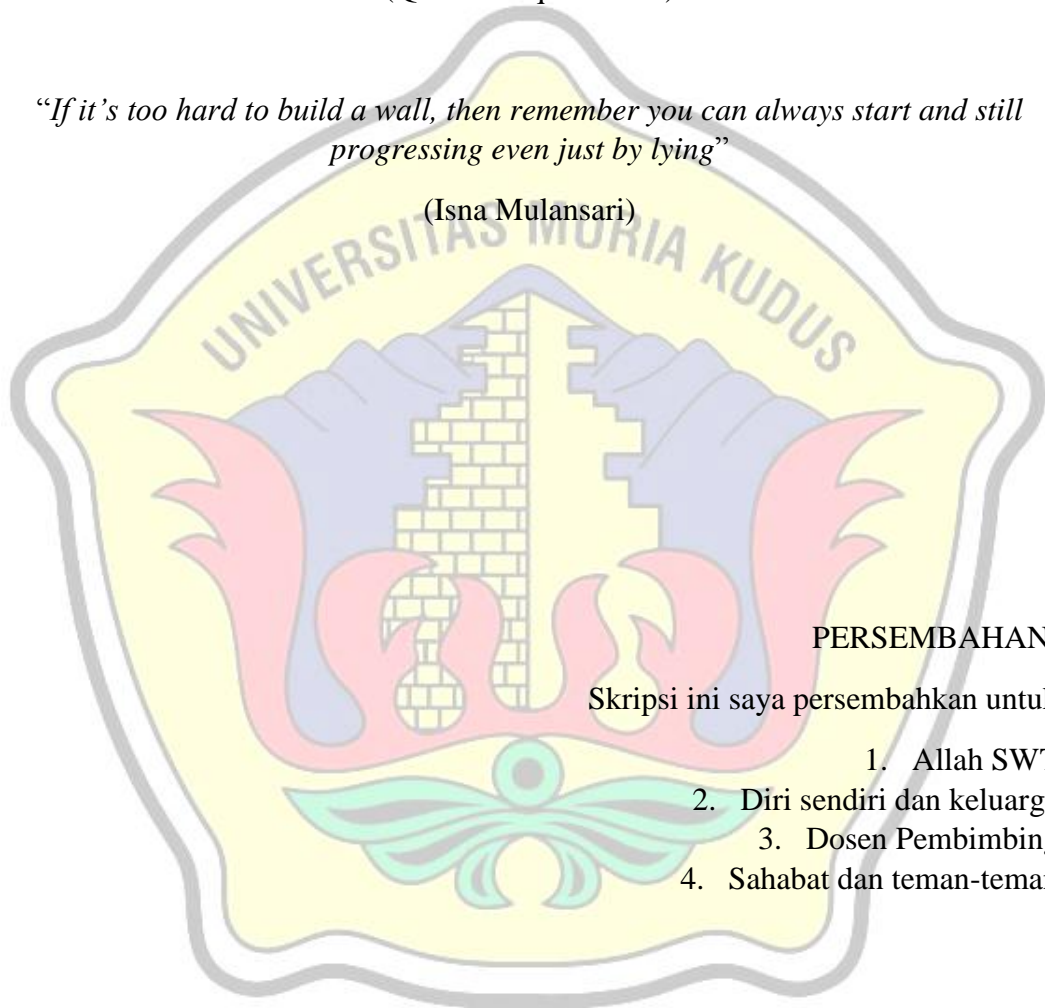 “If it’s too hard to build a wall, then remember you can always start and still
progressing even just by lying”
(Isna Mulansari)
UNIVERSITAS MURIA KUDUS
PERSEMBAHAN
Skripsi ini saya persembahkan untuk
1. Allah SWT
2. Diri sendiri dan keluarg
3. Dosen Pembimbing
4. Sahabat dan teman-teman